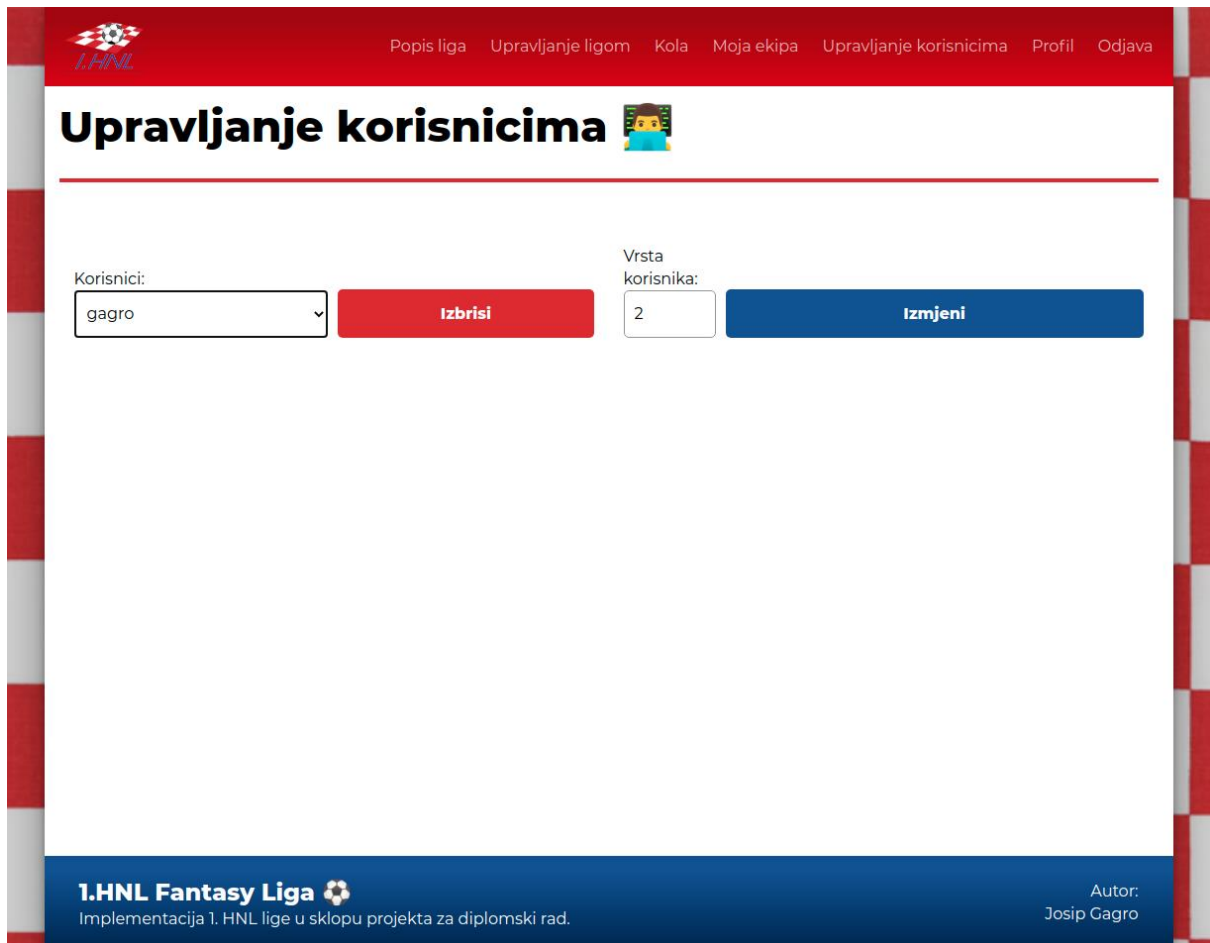 1.HNL
Popis liga Upravljanje ligom Kola Moja ekipa Upravljanje korisnicima Profil Odjava
Upravljanje korisnicima
Korisnici:
gagro
Izbrisi
Vrsta
korisnika:
2
Izmjeni
1.HNL Fantasy Liga
Implementacija 1. HNL lige u sklopu projekta za diplomski rad.
Autor:
Josip Gagro